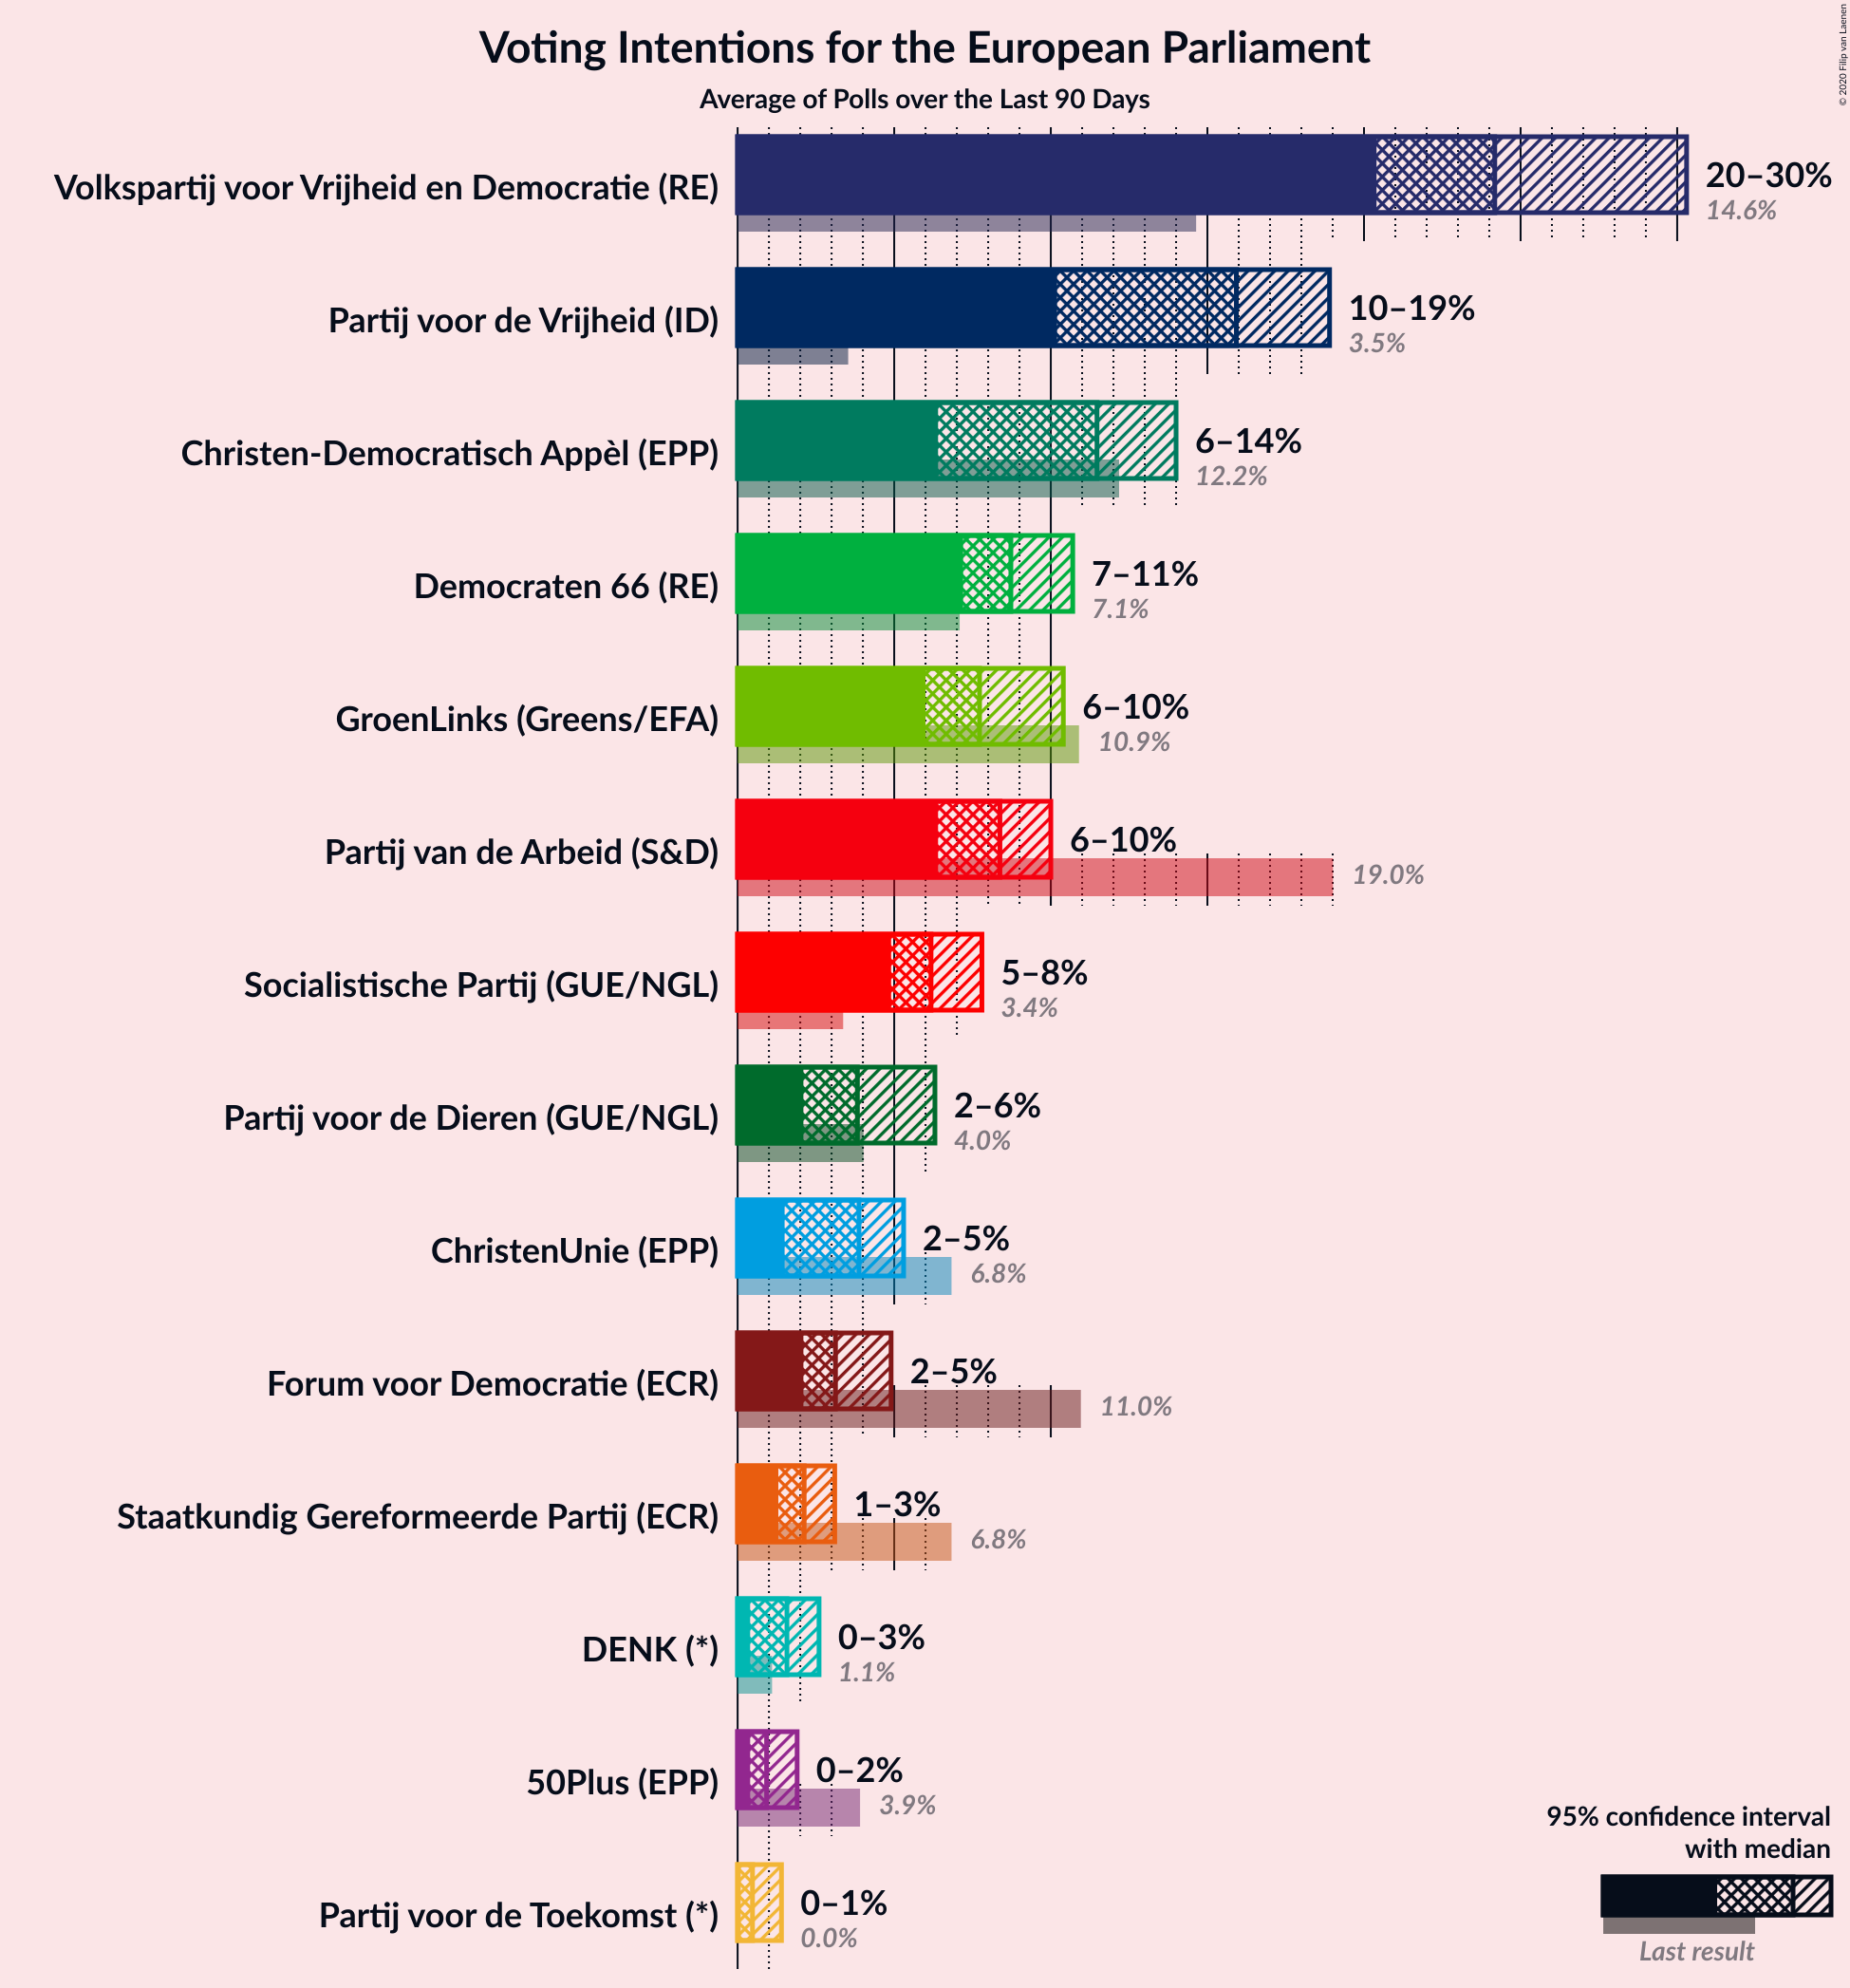 Voting Intentions for the European Parliament
Average of Polls over the Last 90 Days
© 2020 Filip van Laenen
Volkspartij voor Vrijheid en Democratie (RE)
20–30%
14.6%
Partij voor de Vrijheid (ID)
10–19%
3.5%
Christen-Democratisch Appèl (EPP)
6–14%
12.2%
Democraten 66 (RE)
7–11%
7.1%
GroenLinks (Greens/EFA)
6–10%
10.9%
Partij van de Arbeid (S&D)
6–10%
19.0%
Socialistische Partij (GUE/NGL)
5–8%
3.4%
Partij voor de Dieren (GUE/NGL)
2–6%
4.0%
ChristenUnie (EPP)
2–5%
6.8%
Forum voor Democratie (ECR)
2–5%
11.0%
Staatkundig Gereformeerde Partij (ECR)
1–3%
6.8%
DENK (*)
0–3%
1.1%
50Plus (EPP)
0–2%
3.9%
Partij voor de Toekomst (*)
0–1%
0.0%
95% confidence interval
with median
Last result